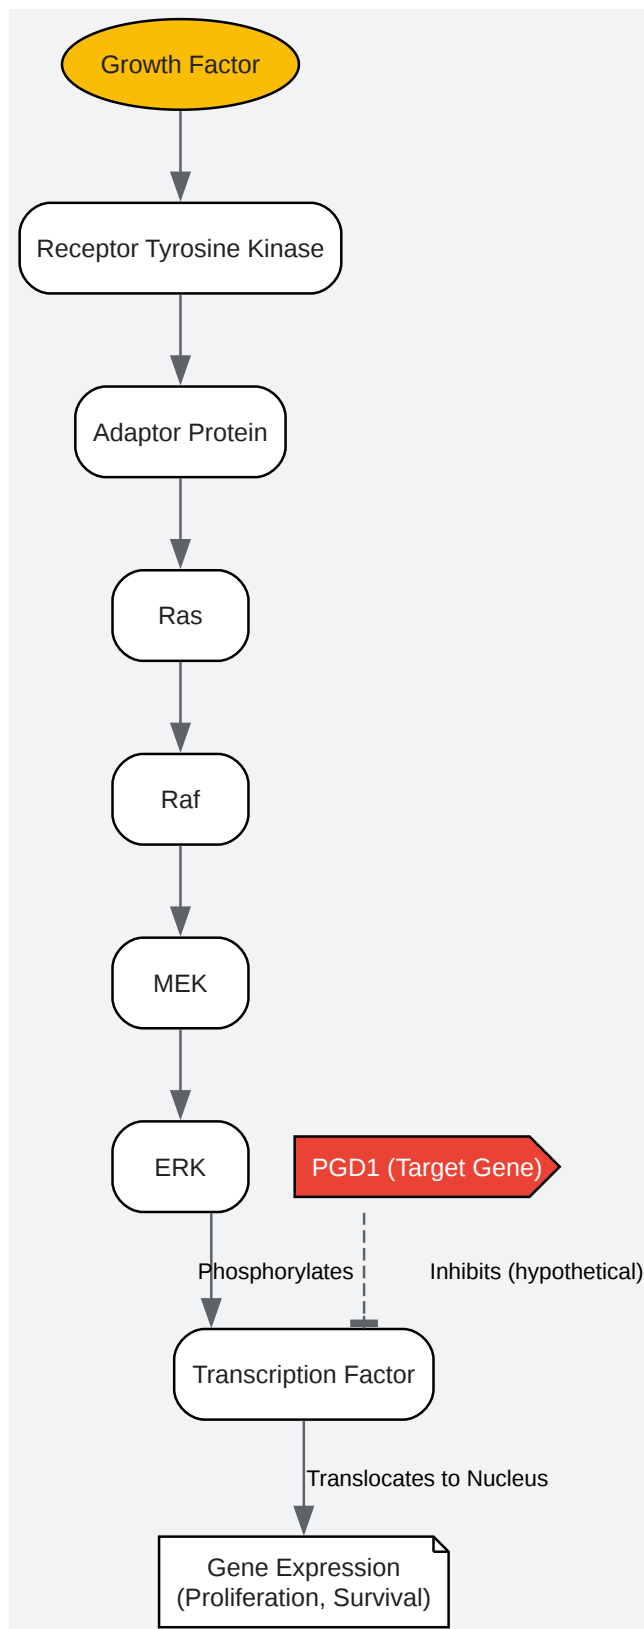 Growth Factor
Receptor Tyrosine Kinase
Adaptor Protein
Ras
Raf
MEK
ERK
PGD1 (Target Gene)
Phosphorylates
Inhibits (hypothetical)
Transcription Factor
Translocates to Nucleus
Gene Expression
(Proliferation, Survival)